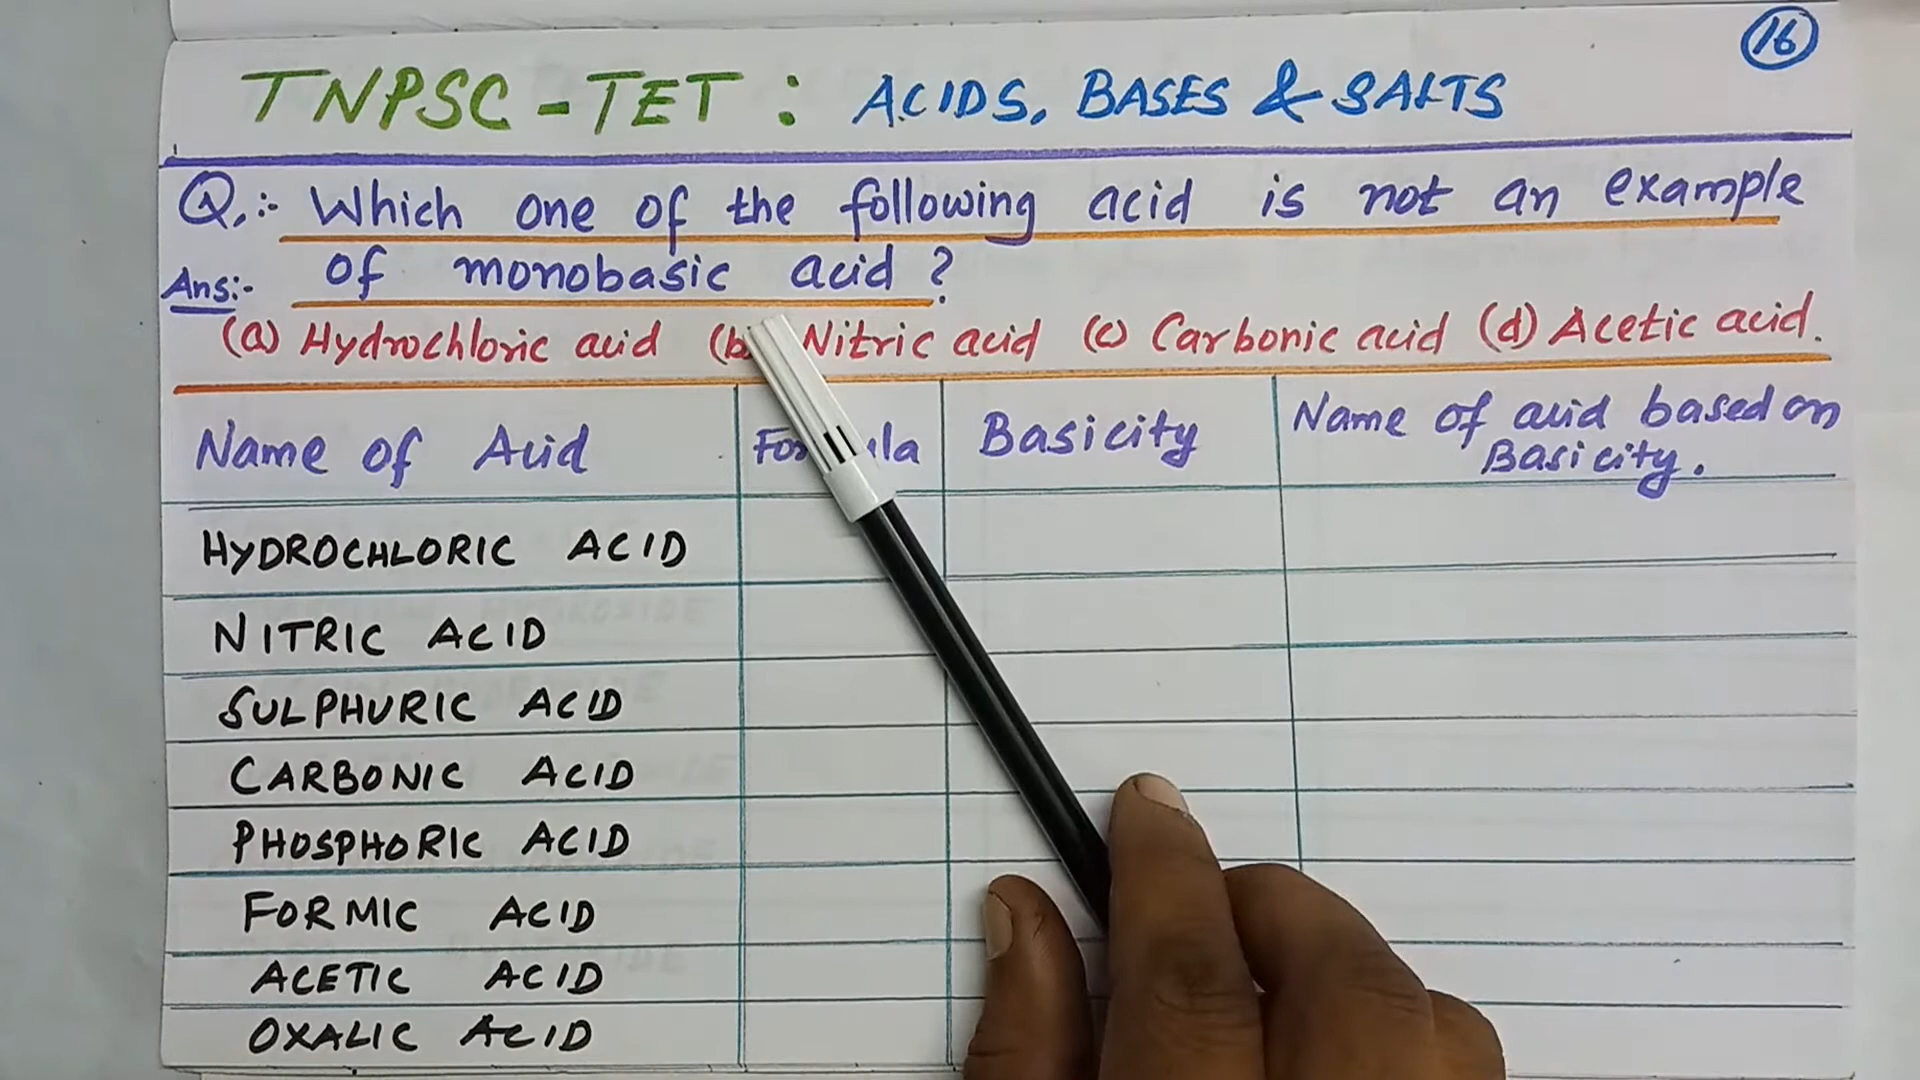 16
TNPSC - TET : ACIDS, BASES & SALTS
Q.:- Which one of the following acid is not an example
of monobasic acid?
Ans:-
(a) Hydrochloric acid (b) Nitric acid (c) Carbonic acid (d) Acetic acid.
Name of Acid Basicity Name of acid based on
Basicity.
HYDROCHLORIC ACID
NITRIC ACID
SULPHURIC ACID
CARBONIC ACID
PHOSPHORIC ACID
FORMIC ACID
ACETIC ACID
OXALIC ACID